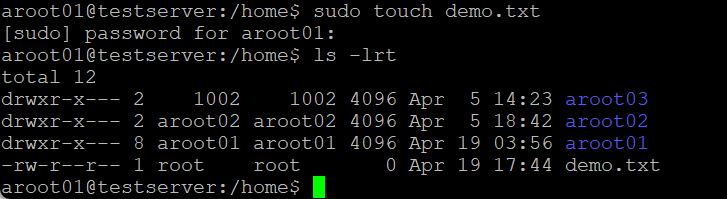 aroot01@testserver:/home$ sudo touch demo.txt
[sudo] password for aroot01:
aroot01@testserver:/home$ ls -lrt
total 12
drwxr-x--- 2    1002    1002 4096 Apr  5 14:23 aroot03
drwxr-x--- 2 aroot02 aroot02 4096 Apr  5 18:42 aroot02
drwxr-x--- 8 aroot01 aroot01 4096 Apr 19 03:56 aroot01
-rw-r--r-- 1 root    root       0 Apr 19 17:44 demo.txt
aroot01@testserver:/home$